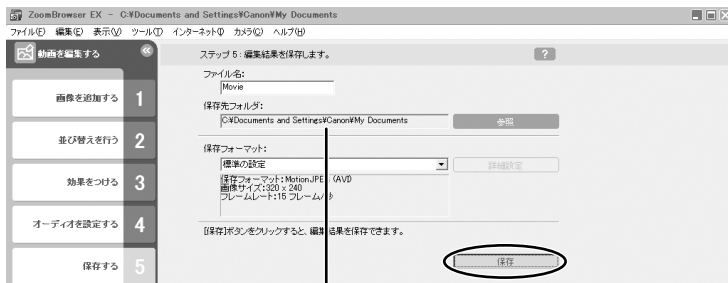 ZoomBrowser EX - C:¥Documents and Settings¥Canon¥My Documents
ファイル(F) 編集(E) 表示(V) ツール(T) インターネット(I) カメラ(C) ヘルプ(H)
動画を編集する
ステップ 5 : 編集結果を保存します。
?
ファイル名:
Movie
画像を追加する 1
保存先フォルダ:
C:¥Documents and Settings¥Canon¥My Documents 参照
並び替えを行う 2
保存フォーマット:
標準の設定 詳細設定
効果をつける 3
保存フォーマット: Motion JPEG (AVI)
画像サイズ: 320 x 240
フレームレート: 15 フレーム/秒
オーディオを設定する 4
[保存]ボタンをクリックすると、編集結果を保存できます。
保存する 5
保存